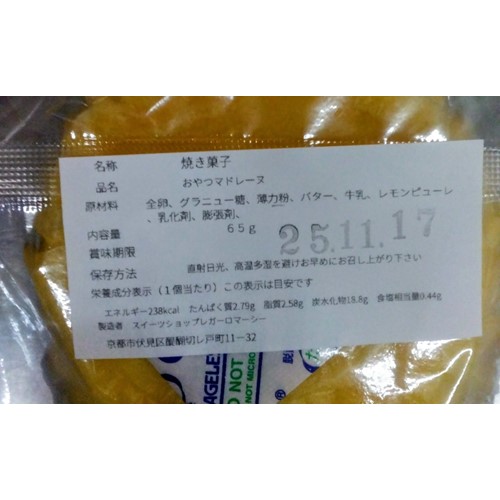 名称 焼き菓子
品名 おやつマドレーヌ
原材料 全卵、グラニュー糖、薄力粉、バター、牛乳、レモンピューレ
、乳化剤、膨張剤、
内容量 65g
賞味期限 25.11.17
保存方法 直射日光、高湿多湿を避けお早めにお召し上がり下さい
栄養成分表示（1個当たり）この表示は目安です
エネルギー238kcal たんぱく質2.79g 脂質2.58g 炭水化物18.8g 食塩相当量0.44g
製造者 スイーツショップレガーロマーシー
京都市伏見区醍醐切レ戸町11−32
AGELES
DO NOT
NOT MICRO